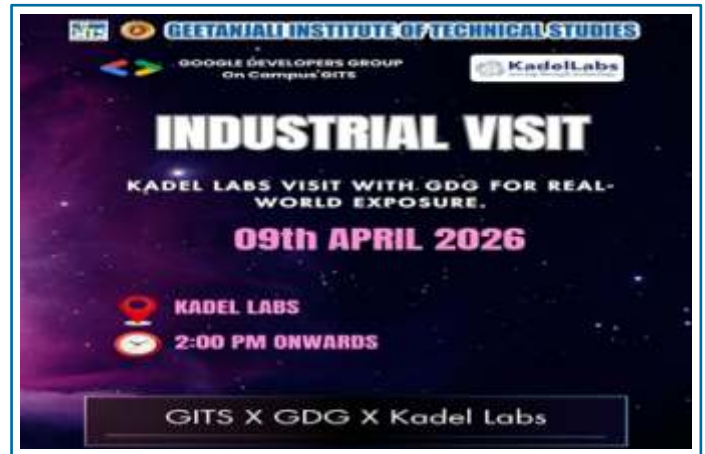 GEETANJALI INSTITUTE OF TECHNICAL STUDIES
GOOGLE DEVELOPERS GROUP
On Campus GITS
KadelLabs
INDUSTRIAL VISIT
KADEL LABS VISIT WITH GDG FOR REAL-
WORLD EXPOSURE.
09th APRIL 2026
KADEL LABS
2:00 PM ONWARDS
GITS X GDG X Kadel Labs